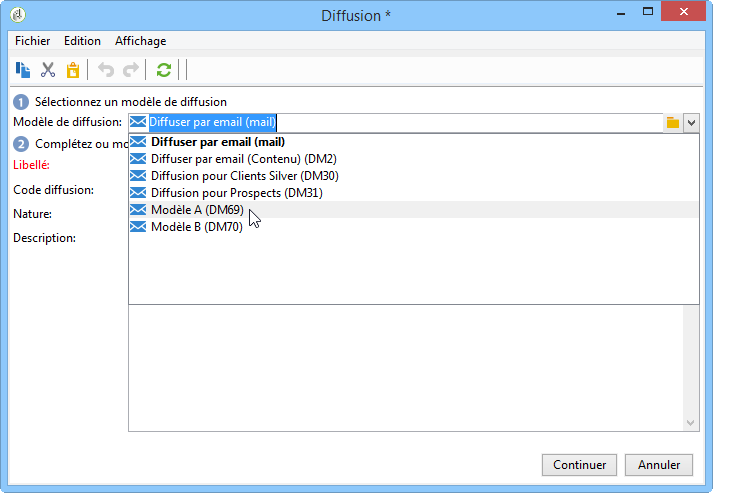 Diffusion *
Fichier Edition Affichage
1 Sélectionnez un modèle de diffusion
Modèle de diffusion: Diffuser par email (mail)
2 Complétez ou mo
Diffuser par email (mail)
Diffuser par email (Contenu) (DM2)
Diffusion pour Clients Silver (DM30)
Diffusion pour Prospects (DM31)
Modèle A (DM69)
Modèle B (DM70)
Libellé:
Code diffusion:
Nature:
Description:
Continuer Annuler